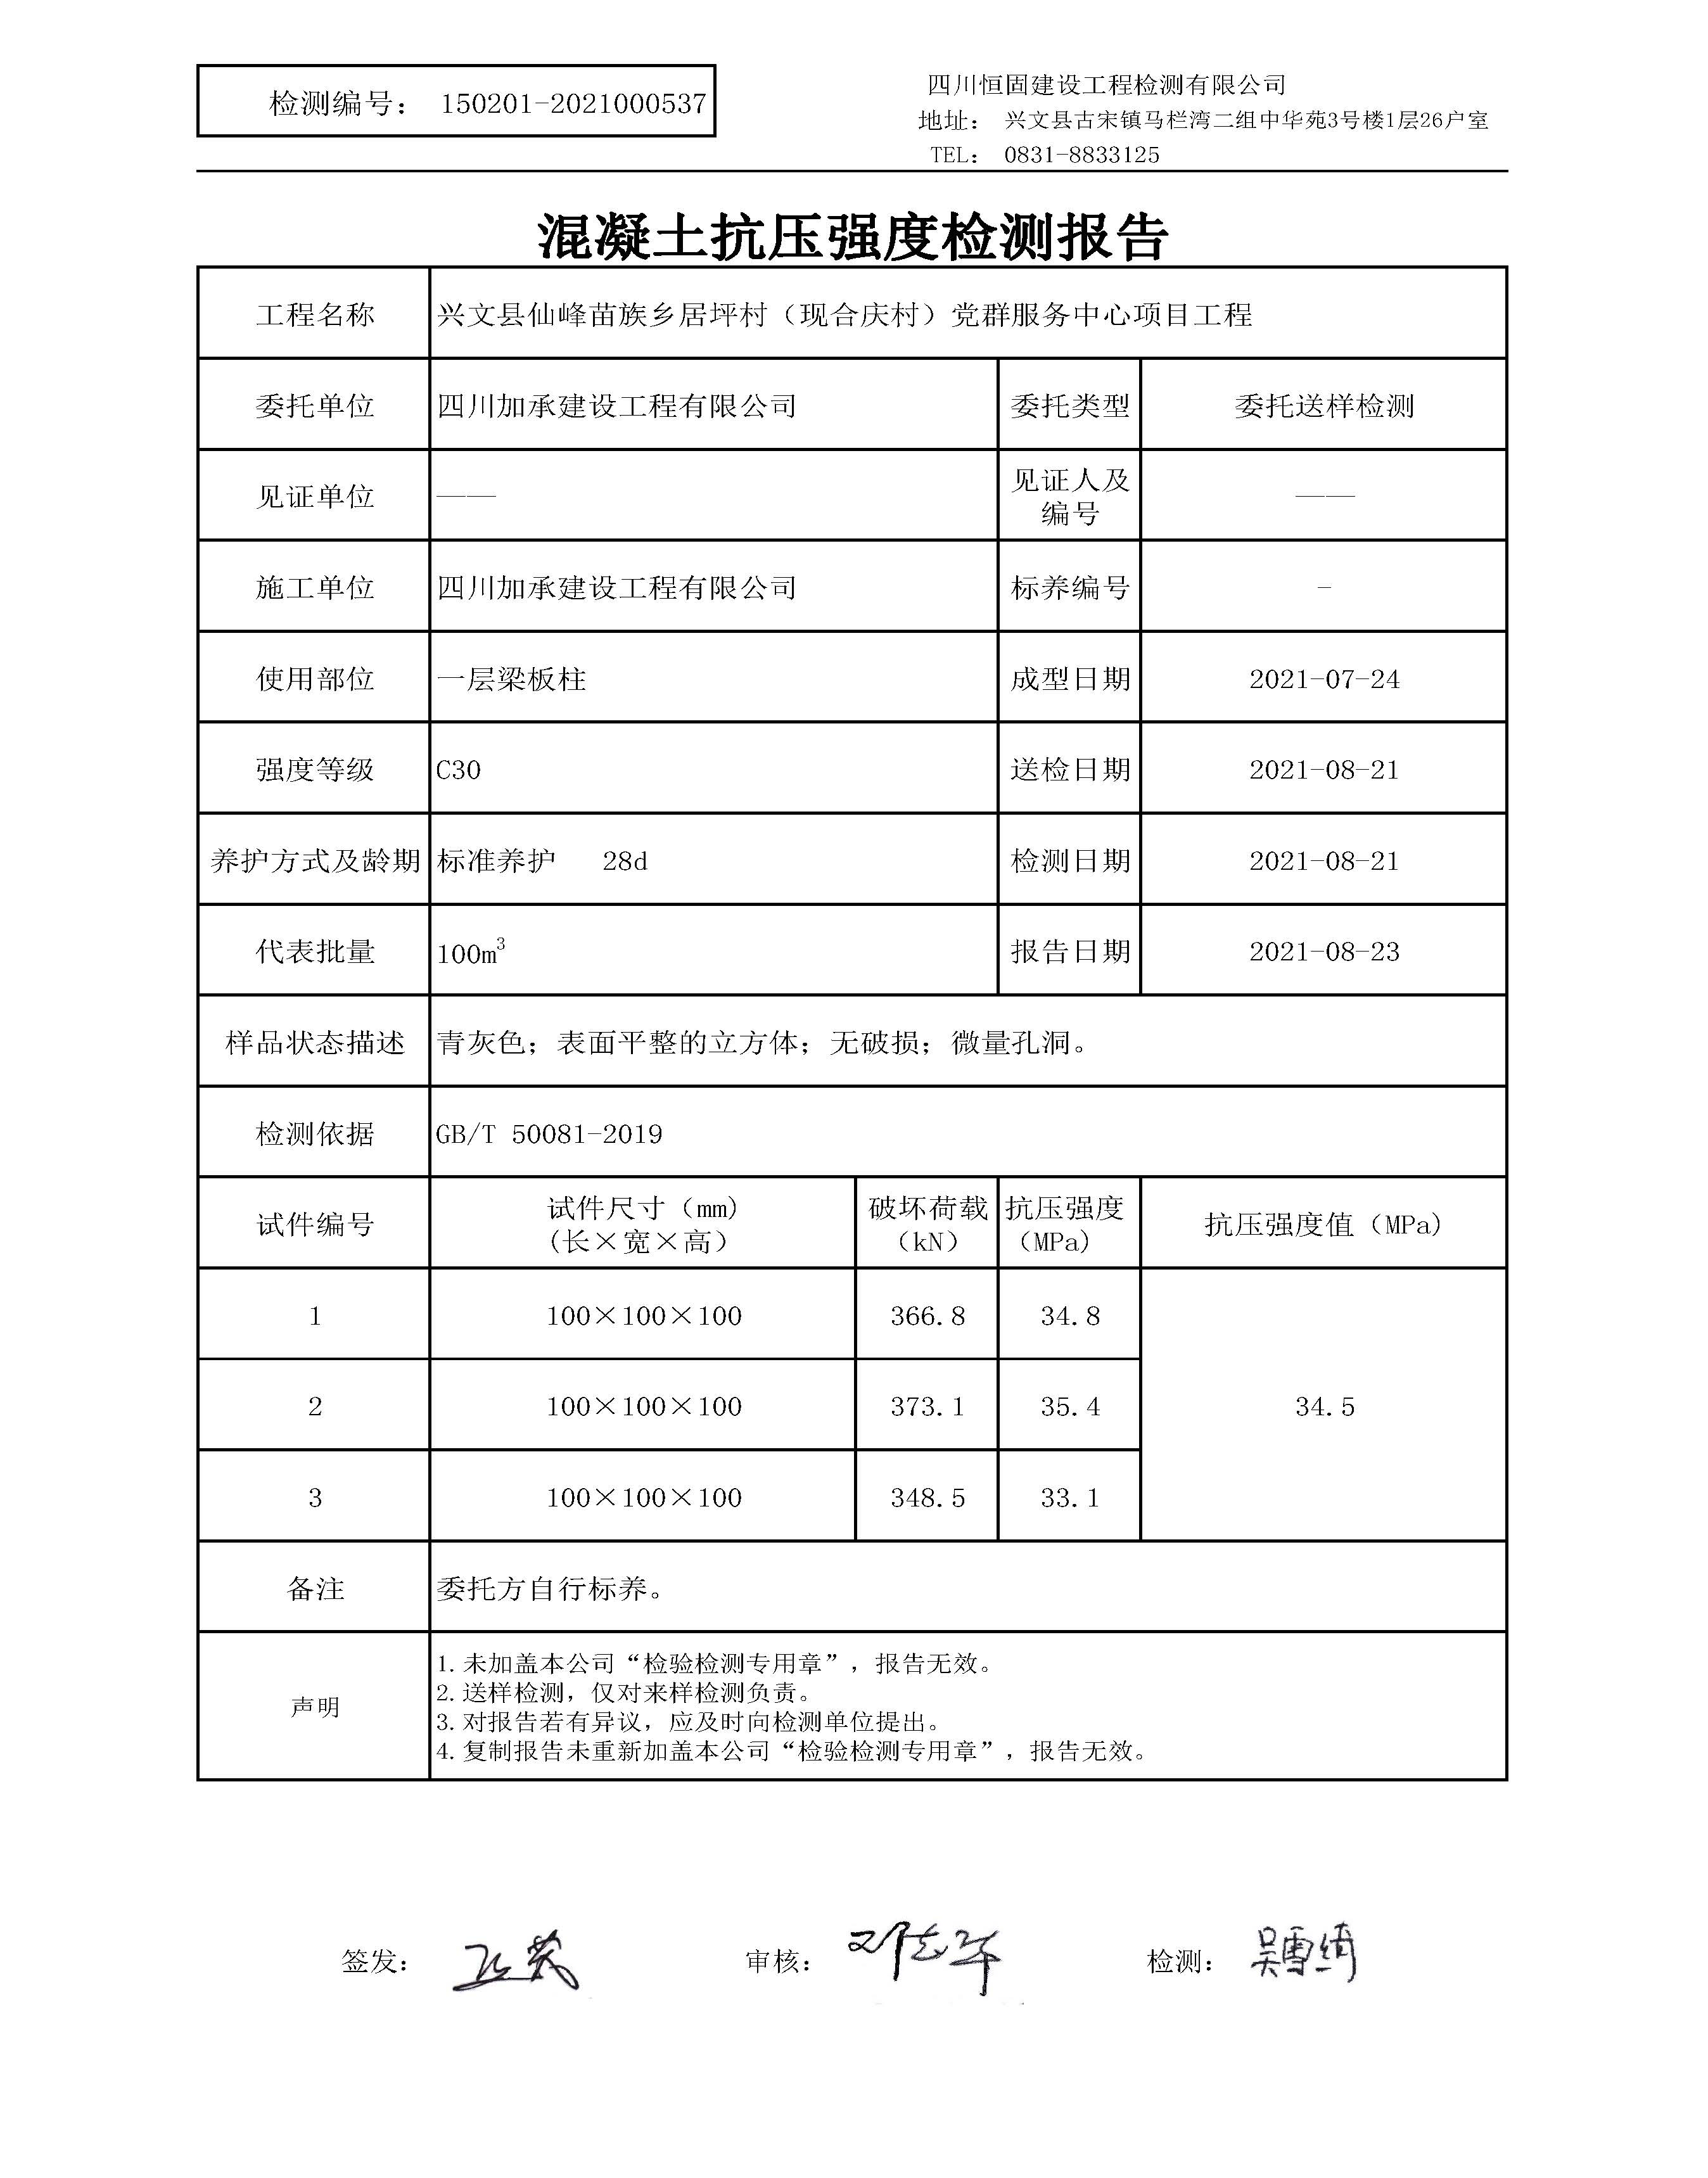 检测编号： 150201-2021000537
四川恒固建设工程检测有限公司
地址： 兴文县古宋镇马栏湾二组中华苑3号楼1层26户室
TEL： 0831-8833125
混凝土抗压强度检测报告
工程名称 兴文县仙峰苗族乡居坪村（现合庆村）党群服务中心项目工程
委托单位 四川加承建设工程有限公司 委托类型 委托送样检测
见证单位 —— 见证人及编号 ——
施工单位 四川加承建设工程有限公司 标养编号 -
使用部位 一层梁板柱 成型日期 2021-07-24
强度等级 C30 送检日期 2021-08-21
养护方式及龄期 标准养护 28d 检测日期 2021-08-21
代表批量 100m³ 报告日期 2021-08-23
样品状态描述 青灰色；表面平整的立方体；无破损；微量孔洞。
检测依据 GB/T 50081-2019
试件编号 试件尺寸（mm)(长×宽×高） 破坏荷载（kN） 抗压强度（MPa) 抗压强度值（MPa)
1 100×100×100 366.8 34.8
2 100×100×100 373.1 35.4 34.5
3 100×100×100 348.5 33.1
备注 委托方自行标养。
声明
1.未加盖本公司“检验检测专用章”，报告无效。
2.送样检测，仅对来样检测负责。
3.对报告若有异议，应及时向检测单位提出。
4.复制报告未重新加盖本公司“检验检测专用章”，报告无效。
签发： 审核： 检测： 吴雪绮